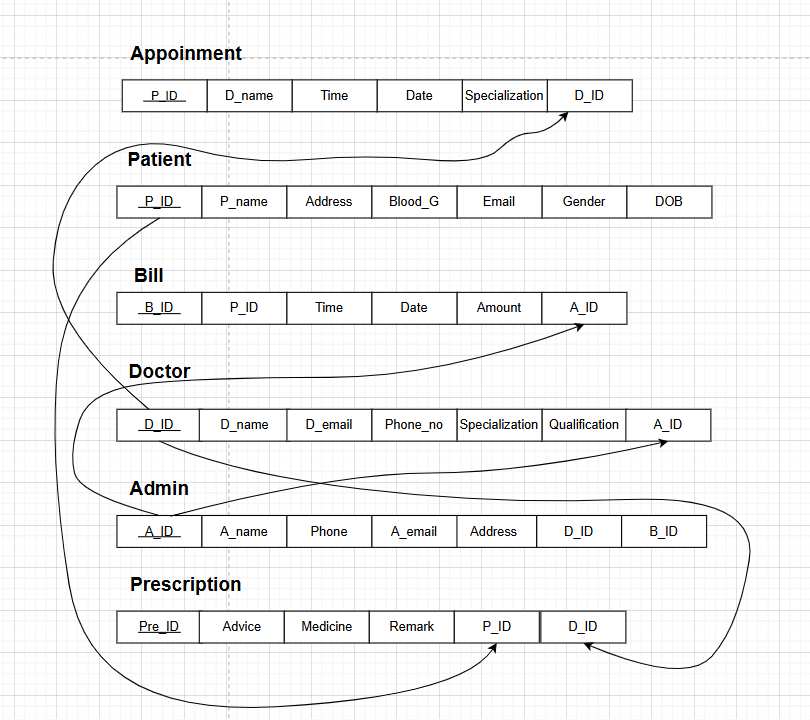 Appoinment
P_ID D_name Time Date Specialization D_ID
Patient
P_ID P_name Address Blood_G Email Gender DOB
Bill
B_ID P_ID Time Date Amount A_ID
Doctor
D_ID D_name D_email Phone_no Specialization Qualification A_ID
Admin
A_ID A_name Phone A_email Address D_ID B_ID
Prescription
Pre_ID Advice Medicine Remark P_ID D_ID